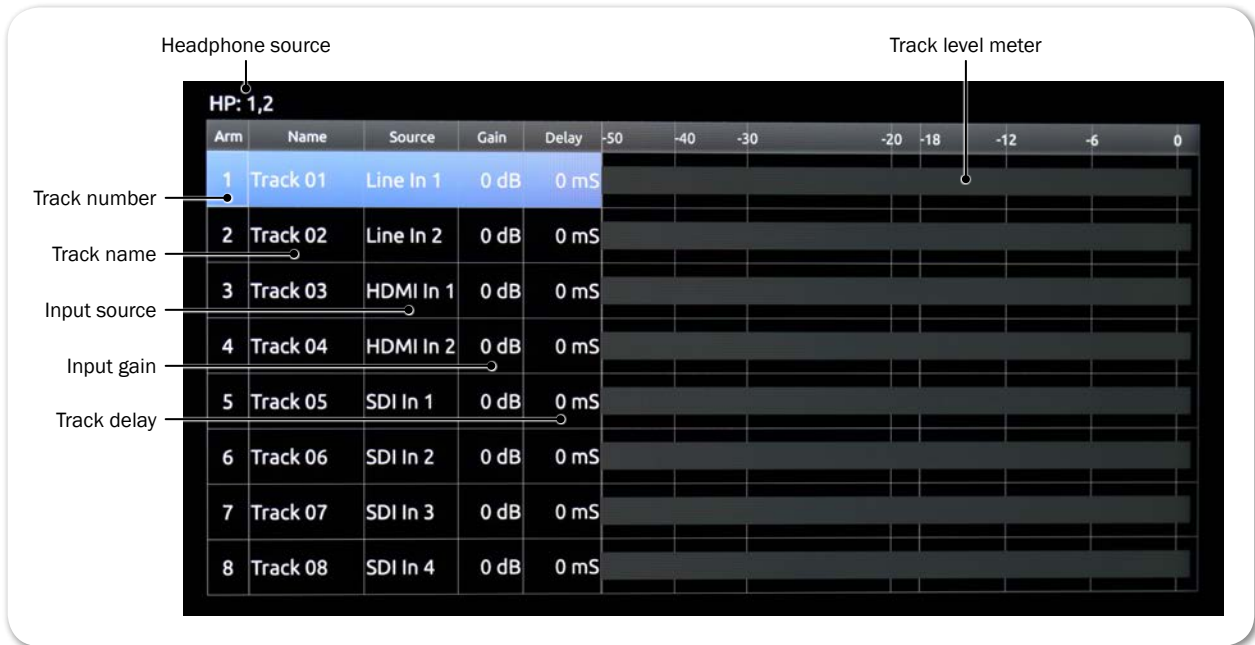 Headphone source
Track level meter
HP: 1,2
Arm Name Source Gain Delay -50 -40 -30 -20 -18 -12 -6 0
1 Track 01 Line In 1 0 dB 0 mS
Track number
2 Track 02 Line In 2 0 dB 0 mS
Track name
3 Track 03 HDMI In 1 0 dB 0 mS
Input source
4 Track 04 HDMI In 2 0 dB 0 mS
Input gain
5 Track 05 SDI In 1 0 dB 0 mS
Track delay
6 Track 06 SDI In 2 0 dB 0 mS
7 Track 07 SDI In 3 0 dB 0 mS
8 Track 08 SDI In 4 0 dB 0 mS